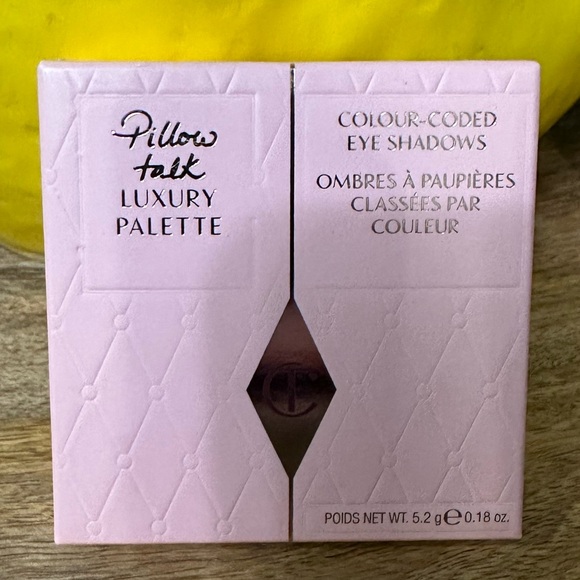 Pillow
talk
LUXURY
PALETTE
COLOUR-CODED
EYE SHADOWS
OMBRES À PAUPIÈRES
CLASSÉES PAR
COULEUR
CT
POIDS NET WT. 5.2 g ℮ 0.18 oz.